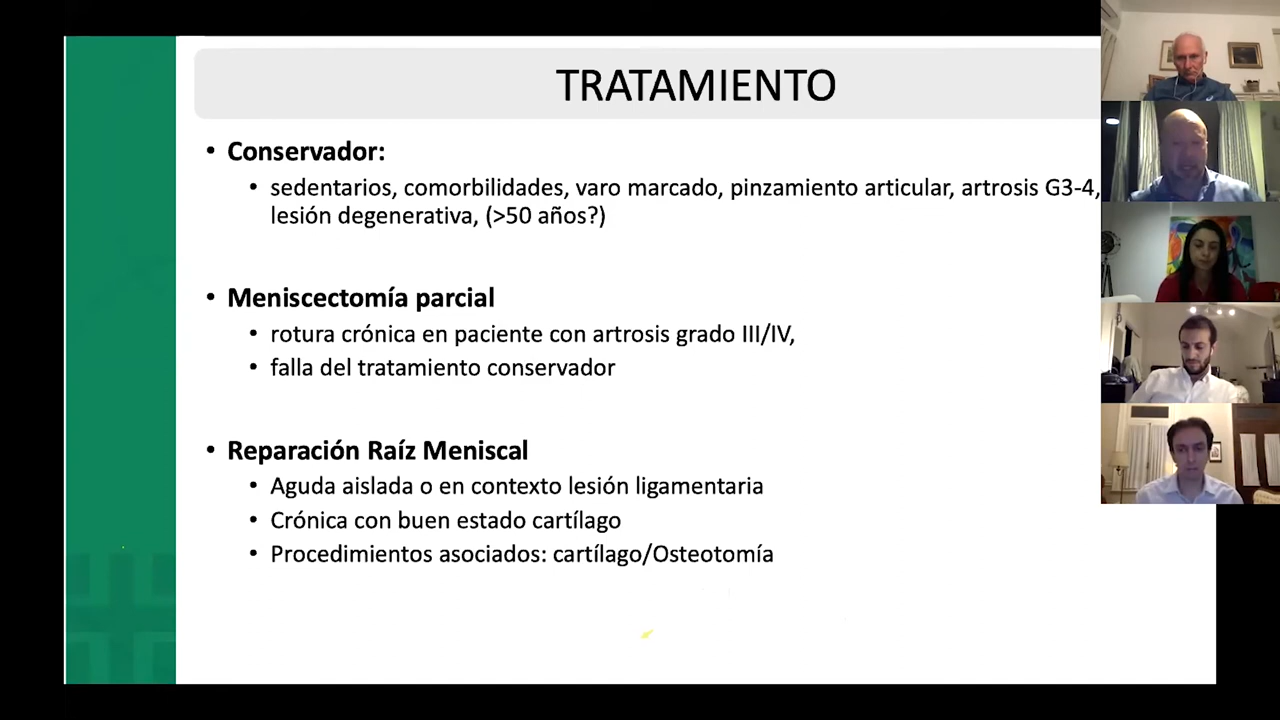 TRATAMIENTO
• Conservador:
• sedentarios, comorbilidades, varo marcado, pinzamiento articular, artrosis G3-4,
lesión degenerativa, (>50 años?)
• Meniscectomía parcial
• rotura crónica en paciente con artrosis grado III/IV,
• falla del tratamiento conservador
• Reparación Raíz Meniscal
• Aguda aislada o en contexto lesión ligamentaria
• Crónica con buen estado cartílago
• Procedimientos asociados: cartílago/Osteotomía